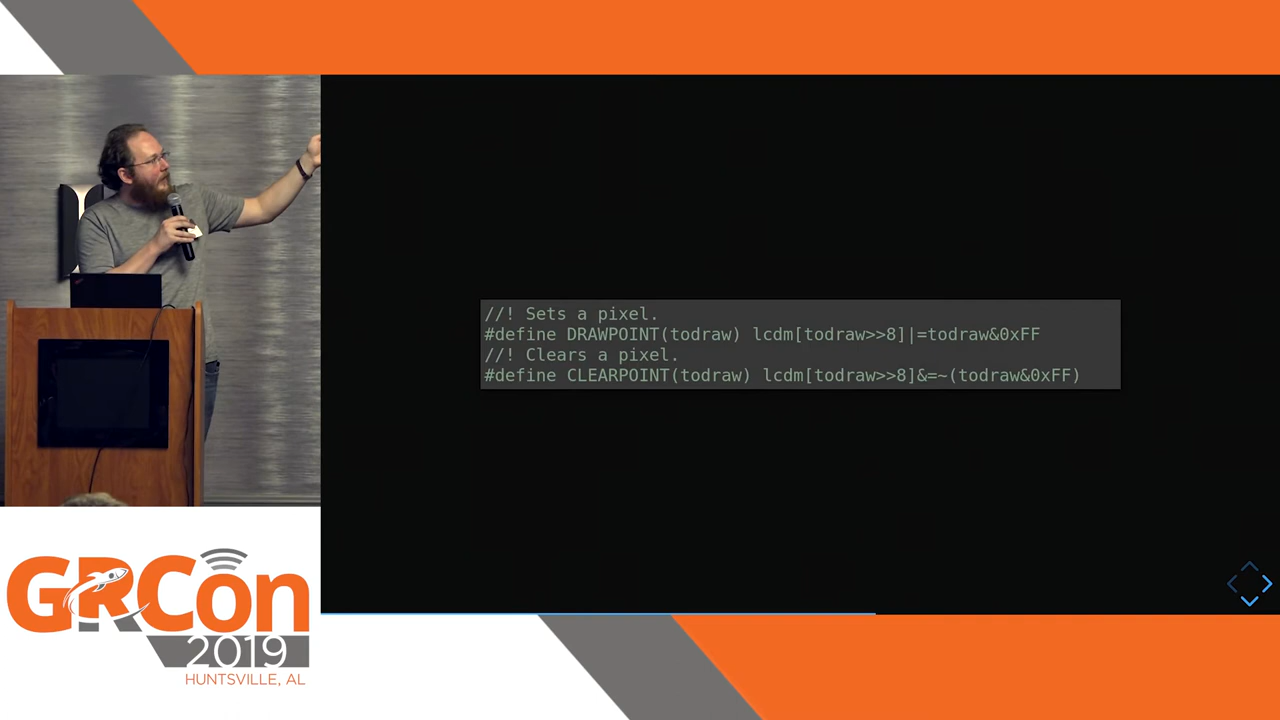 //! Sets a pixel.
#define DRAWPOINT(todraw) lcdm[todraw>>8]|=todraw&0xFF
//! Clears a pixel.
#define CLEARPOINT(todraw) lcdm[todraw>>8]&=~(todraw&0xFF)
GRCon
2019
HUNTSVILLE, AL